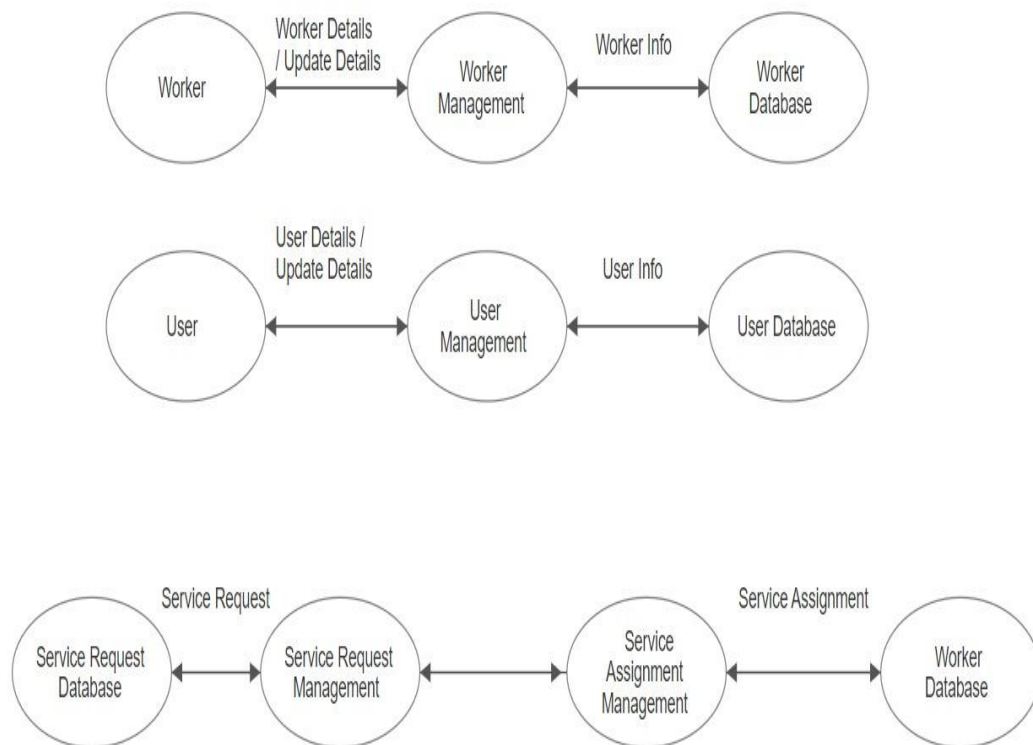 Worker Details
/ Update Details
Worker Info
Worker
Worker
Management
Worker
Database
User Details /
Update Details
User Info
User
User
Management
User Database
Service Request
Service Assignment
Service Request
Database
Service Request
Management
Service
Assignment
Management
Worker
Database